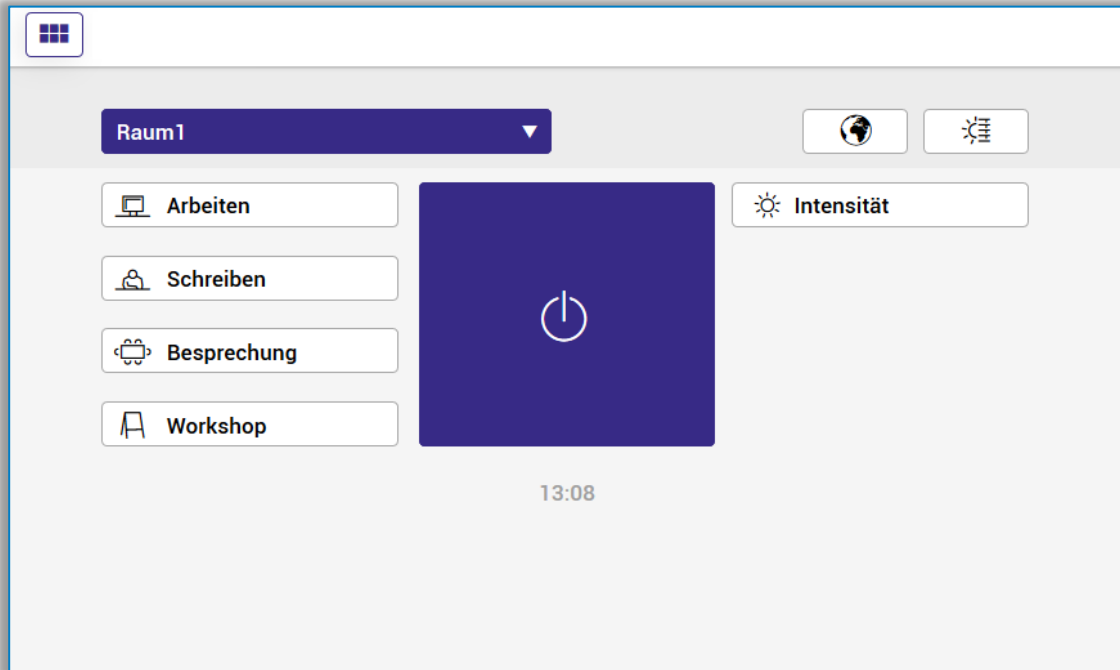 Raum1
Arbeiten
Intensität
Schreiben
Besprechung
Workshop
13:08